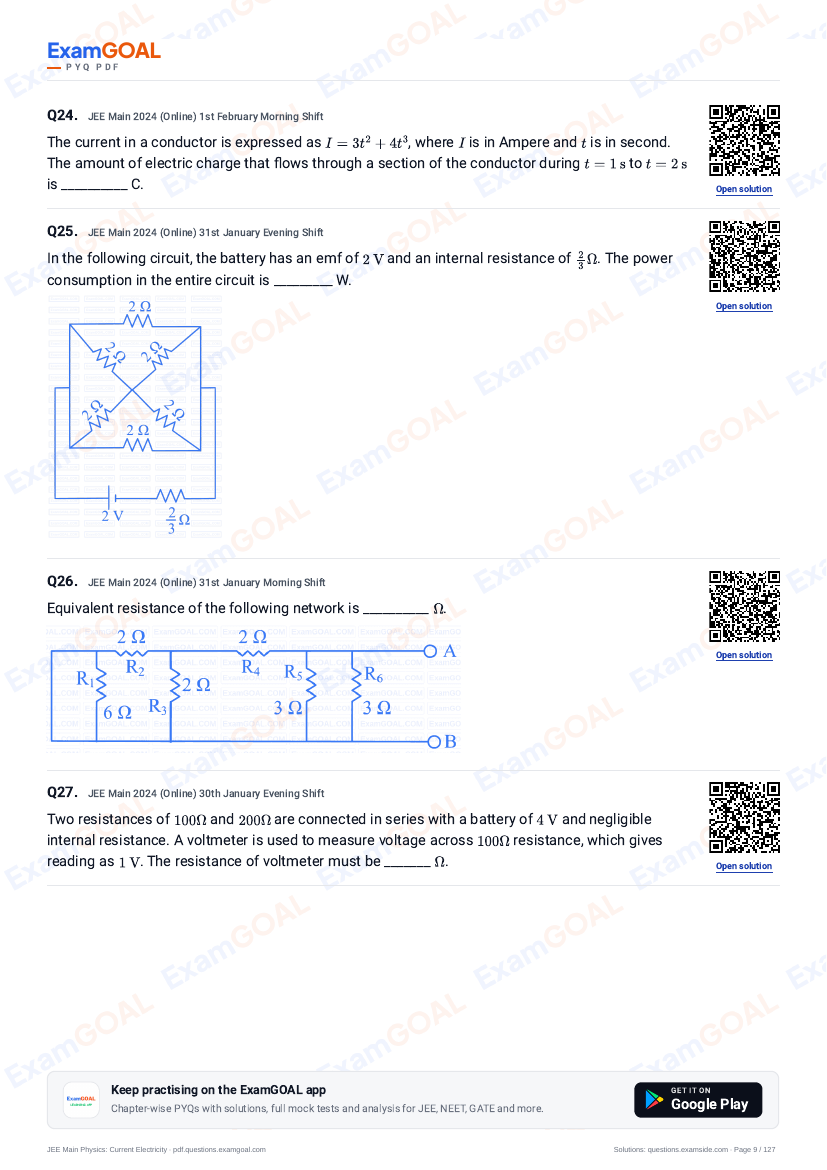 ExamGOAL
PYQ PDF
Q24. JEE Main 2024 (Online) 1st February Morning Shift
The current in a conductor is expressed as I = 3t² + 4t³, where I is in Ampere and t is in second.
The amount of electric charge that flows through a section of the conductor during t = 1 s to t = 2 s
is __________ C.
Open solution
Q25. JEE Main 2024 (Online) 31st January Evening Shift
In the following circuit, the battery has an emf of 2 V and an internal resistance of 2/3 Ω. The power
consumption in the entire circuit is _________ W.
Open solution
2 Ω
2 Ω 2 Ω
2 Ω 2 Ω
2 Ω
2 V 2/3 Ω
Q26. JEE Main 2024 (Online) 31st January Morning Shift
Equivalent resistance of the following network is __________ Ω.
Open solution
2 Ω 2 Ω
A
R₁ R₂ R₄ R₅ R₆
2 Ω
6 Ω R₃ 3 Ω 3 Ω
B
Q27. JEE Main 2024 (Online) 30th January Evening Shift
Two resistances of 100Ω and 200Ω are connected in series with a battery of 4 V and negligible
internal resistance. A voltmeter is used to measure voltage across 100Ω resistance, which gives
reading as 1 V. The resistance of voltmeter must be _______ Ω.
Open solution
ExamGOAL
Keep practising on the ExamGOAL app
Chapter-wise PYQs with solutions, full mock tests and analysis for JEE, NEET, GATE and more.
GET IT ON
Google Play
JEE Main Physics: Current Electricity · pdf.questions.examgoal.com
Solutions: questions.examside.com · Page 9 / 127